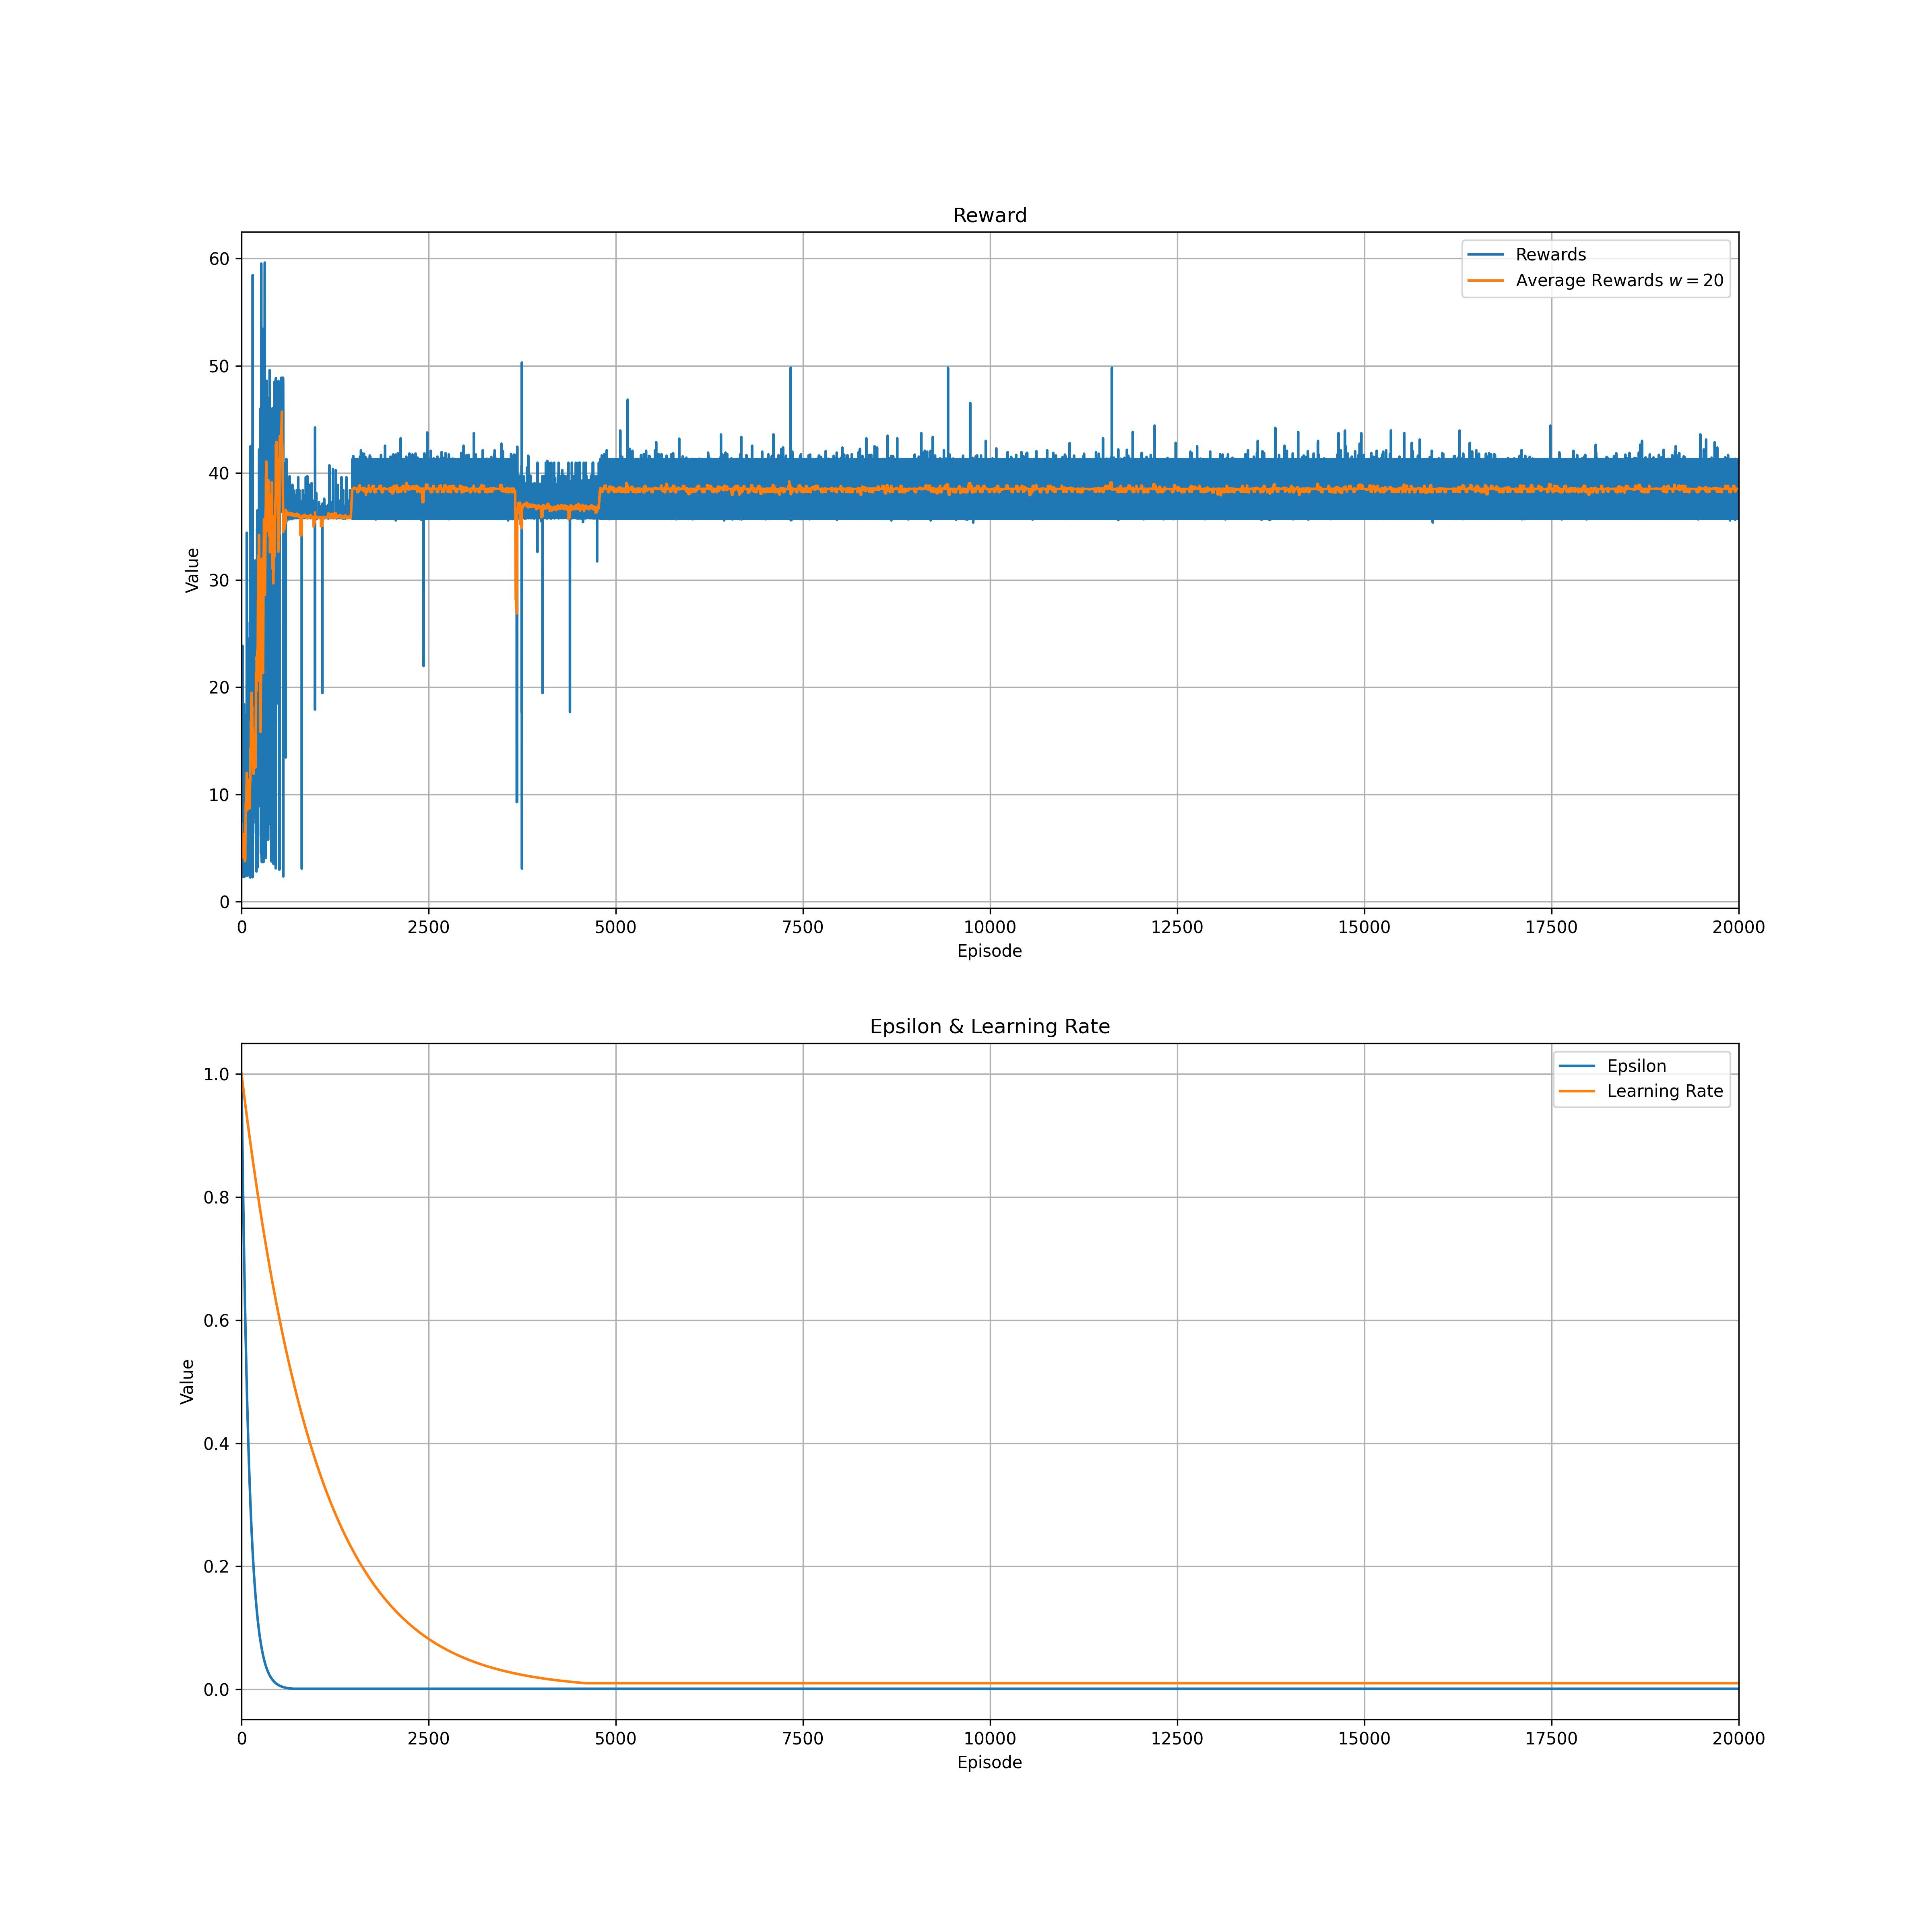 Reward
Rewards
Average Rewards w = 20
60
50
40
30
20
10
0
Value
0 2500 5000 7500 10000 12500 15000 17500 20000
Episode
Epsilon & Learning Rate
Epsilon
Learning Rate
1.0
0.8
0.6
0.4
0.2
0.0
Value
0 2500 5000 7500 10000 12500 15000 17500 20000
Episode